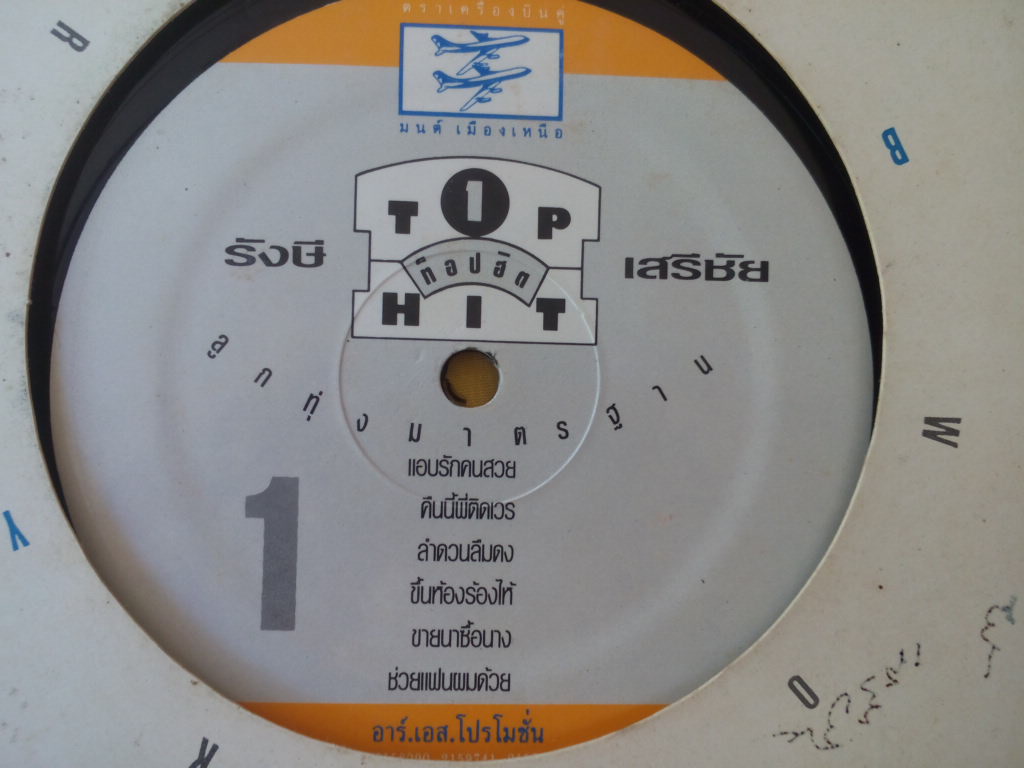 ตราเครื่องบินคู่
มนต์ เมืองเหนือ
T 1 P
ท็อปฮิต
HIT
รังษี
เสรีชัย
ลูกทุ่งมาตรฐาน
1
แอบรักคนสวย
คืนนี้พี่ติดเวร
ลำดวนลืมดง
ขึ้นห้องร้องไห้
ขายนาซื้อนาง
ช่วยแฟนผมด้วย
อาร์.เอส.โปรโมชั่น
R
B
W
O
K
Y